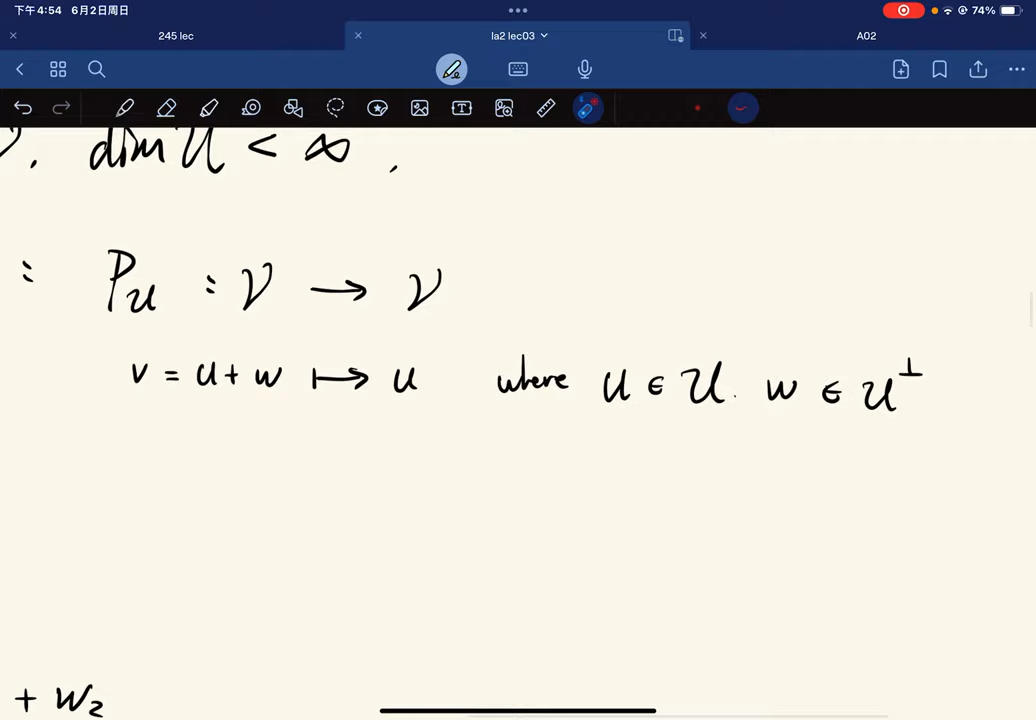 下午4:54 6月2日周日 74%
245 lec la2 lec03 A02
. dim U < ∞ .
: P_U : V → V
v = u + w ↦ u where u ∈ U. w ∈ U^⊥
+ w₂